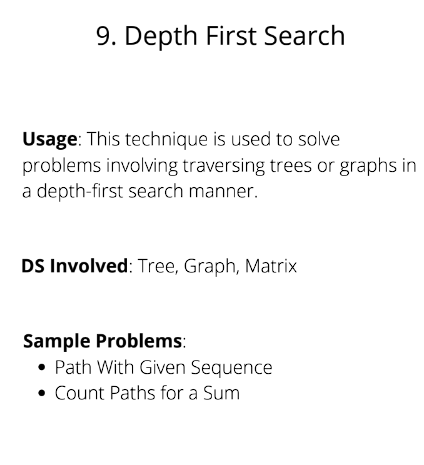 9. Depth First Search
Usage: This technique is used to solve
problems involving traversing trees or graphs in
a depth-first search manner.
DS Involved: Tree, Graph, Matrix
Sample Problems:
• Path With Given Sequence
• Count Paths for a Sum